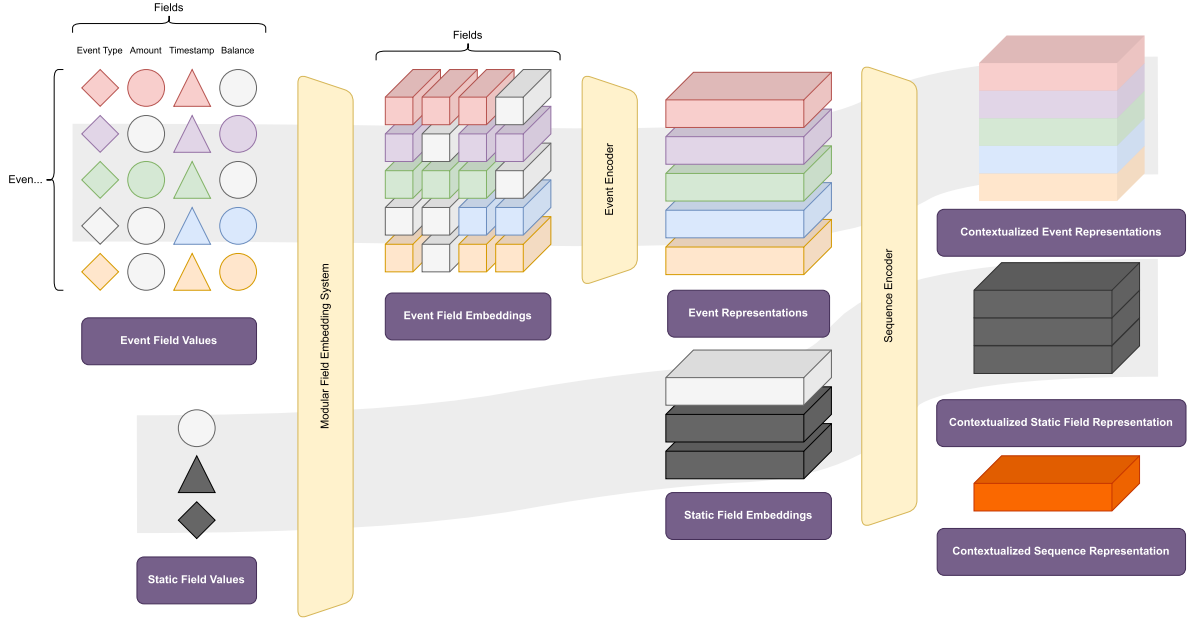 Fields
Event Type
Amount
Timestamp
Balance
Even...
Event Field Values
Static Field Values
Modular Field Embedding System
Fields
Event Field Embeddings
Event Encoder
Event Representations
Static Field Embeddings
Sequence Encoder
Contextualized Event Representations
Contextualized Static Field Representation
Contextualized Sequence Representation